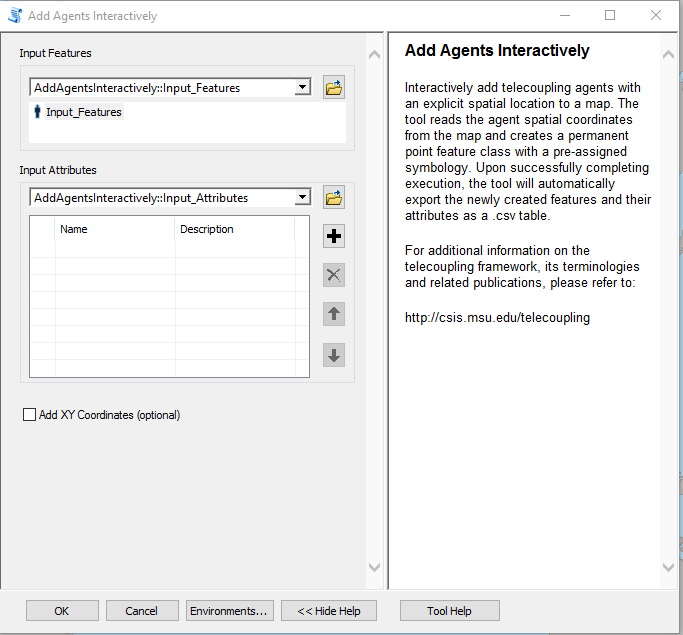 Add Agents Interactively
Input Features
AddAgentsInteractively::Input_Features
Input_Features
Input Attributes
AddAgentsInteractively::Input_Attributes
Name Description
Add XY Coordinates (optional)
OK Cancel Environments... << Hide Help
Add Agents Interactively
Interactively add telecoupling agents with
an explicit spatial location to a map. The
tool reads the agent spatial coordinates
from the map and creates a permanent
point feature class with a pre-assigned
symbology. Upon successfully completing
execution, the tool will automatically
export the newly created features and their
attributes as a .csv table.
For additional information on the
telecoupling framework, its terminologies
and related publications, please refer to:
http://csis.msu.edu/telecoupling
Tool Help